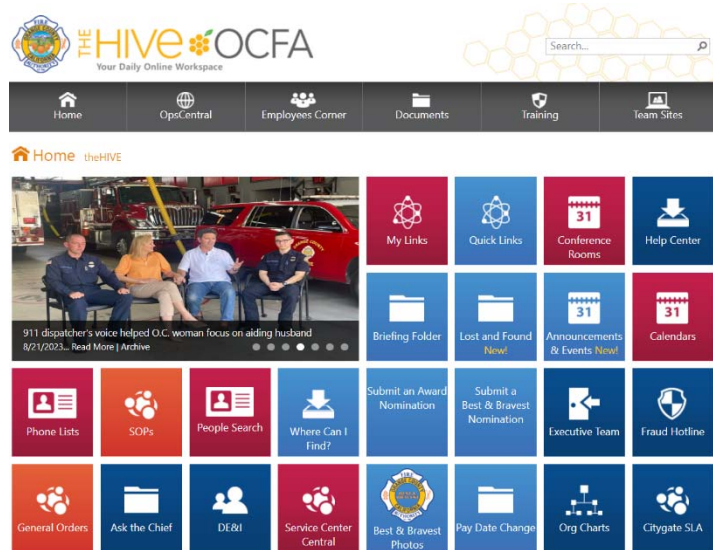 THE HIVE OCFA
Your Daily Online Workspace
Search...
Home
OpsCentral
Employees Corner
Documents
Training
Team Sites
Home theHIVE
911 dispatcher's voice helped O.C. woman focus on aiding husband
8/21/2023... Read More | Archive
My Links
Quick Links
31
Conference
Rooms
Help Center
Briefing Folder
Lost and Found
New!
31
Announcements
& Events New!
31
Calendars
Phone Lists
SOPs
People Search
Where Can I
Find?
Submit an Award
Nomination
Submit a
Best & Bravest
Nomination
Executive Team
Fraud Hotline
General Orders
Ask the Chief
DE&I
Service Center
Central
Best & Bravest
Photos
Pay Date Change
Org Charts
Citygate SLA